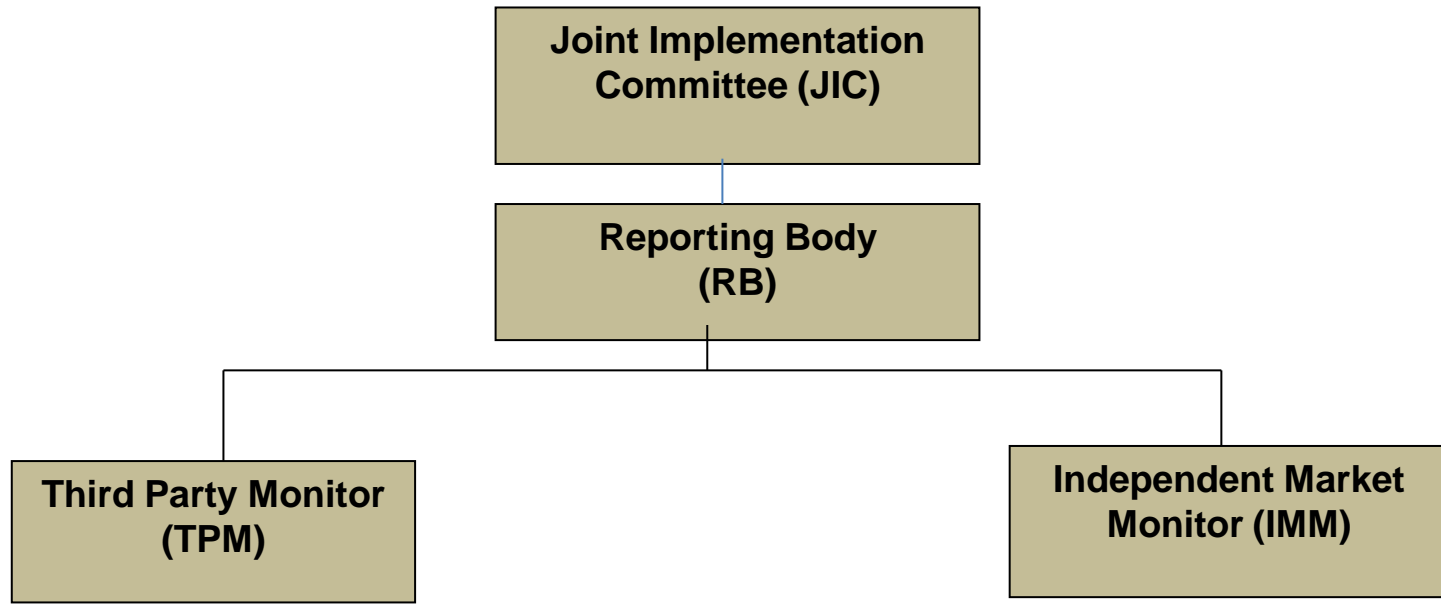 Joint Implementation
Committee (JIC)
Reporting Body
(RB)
Third Party Monitor
(TPM)
Independent Market
Monitor (IMM)